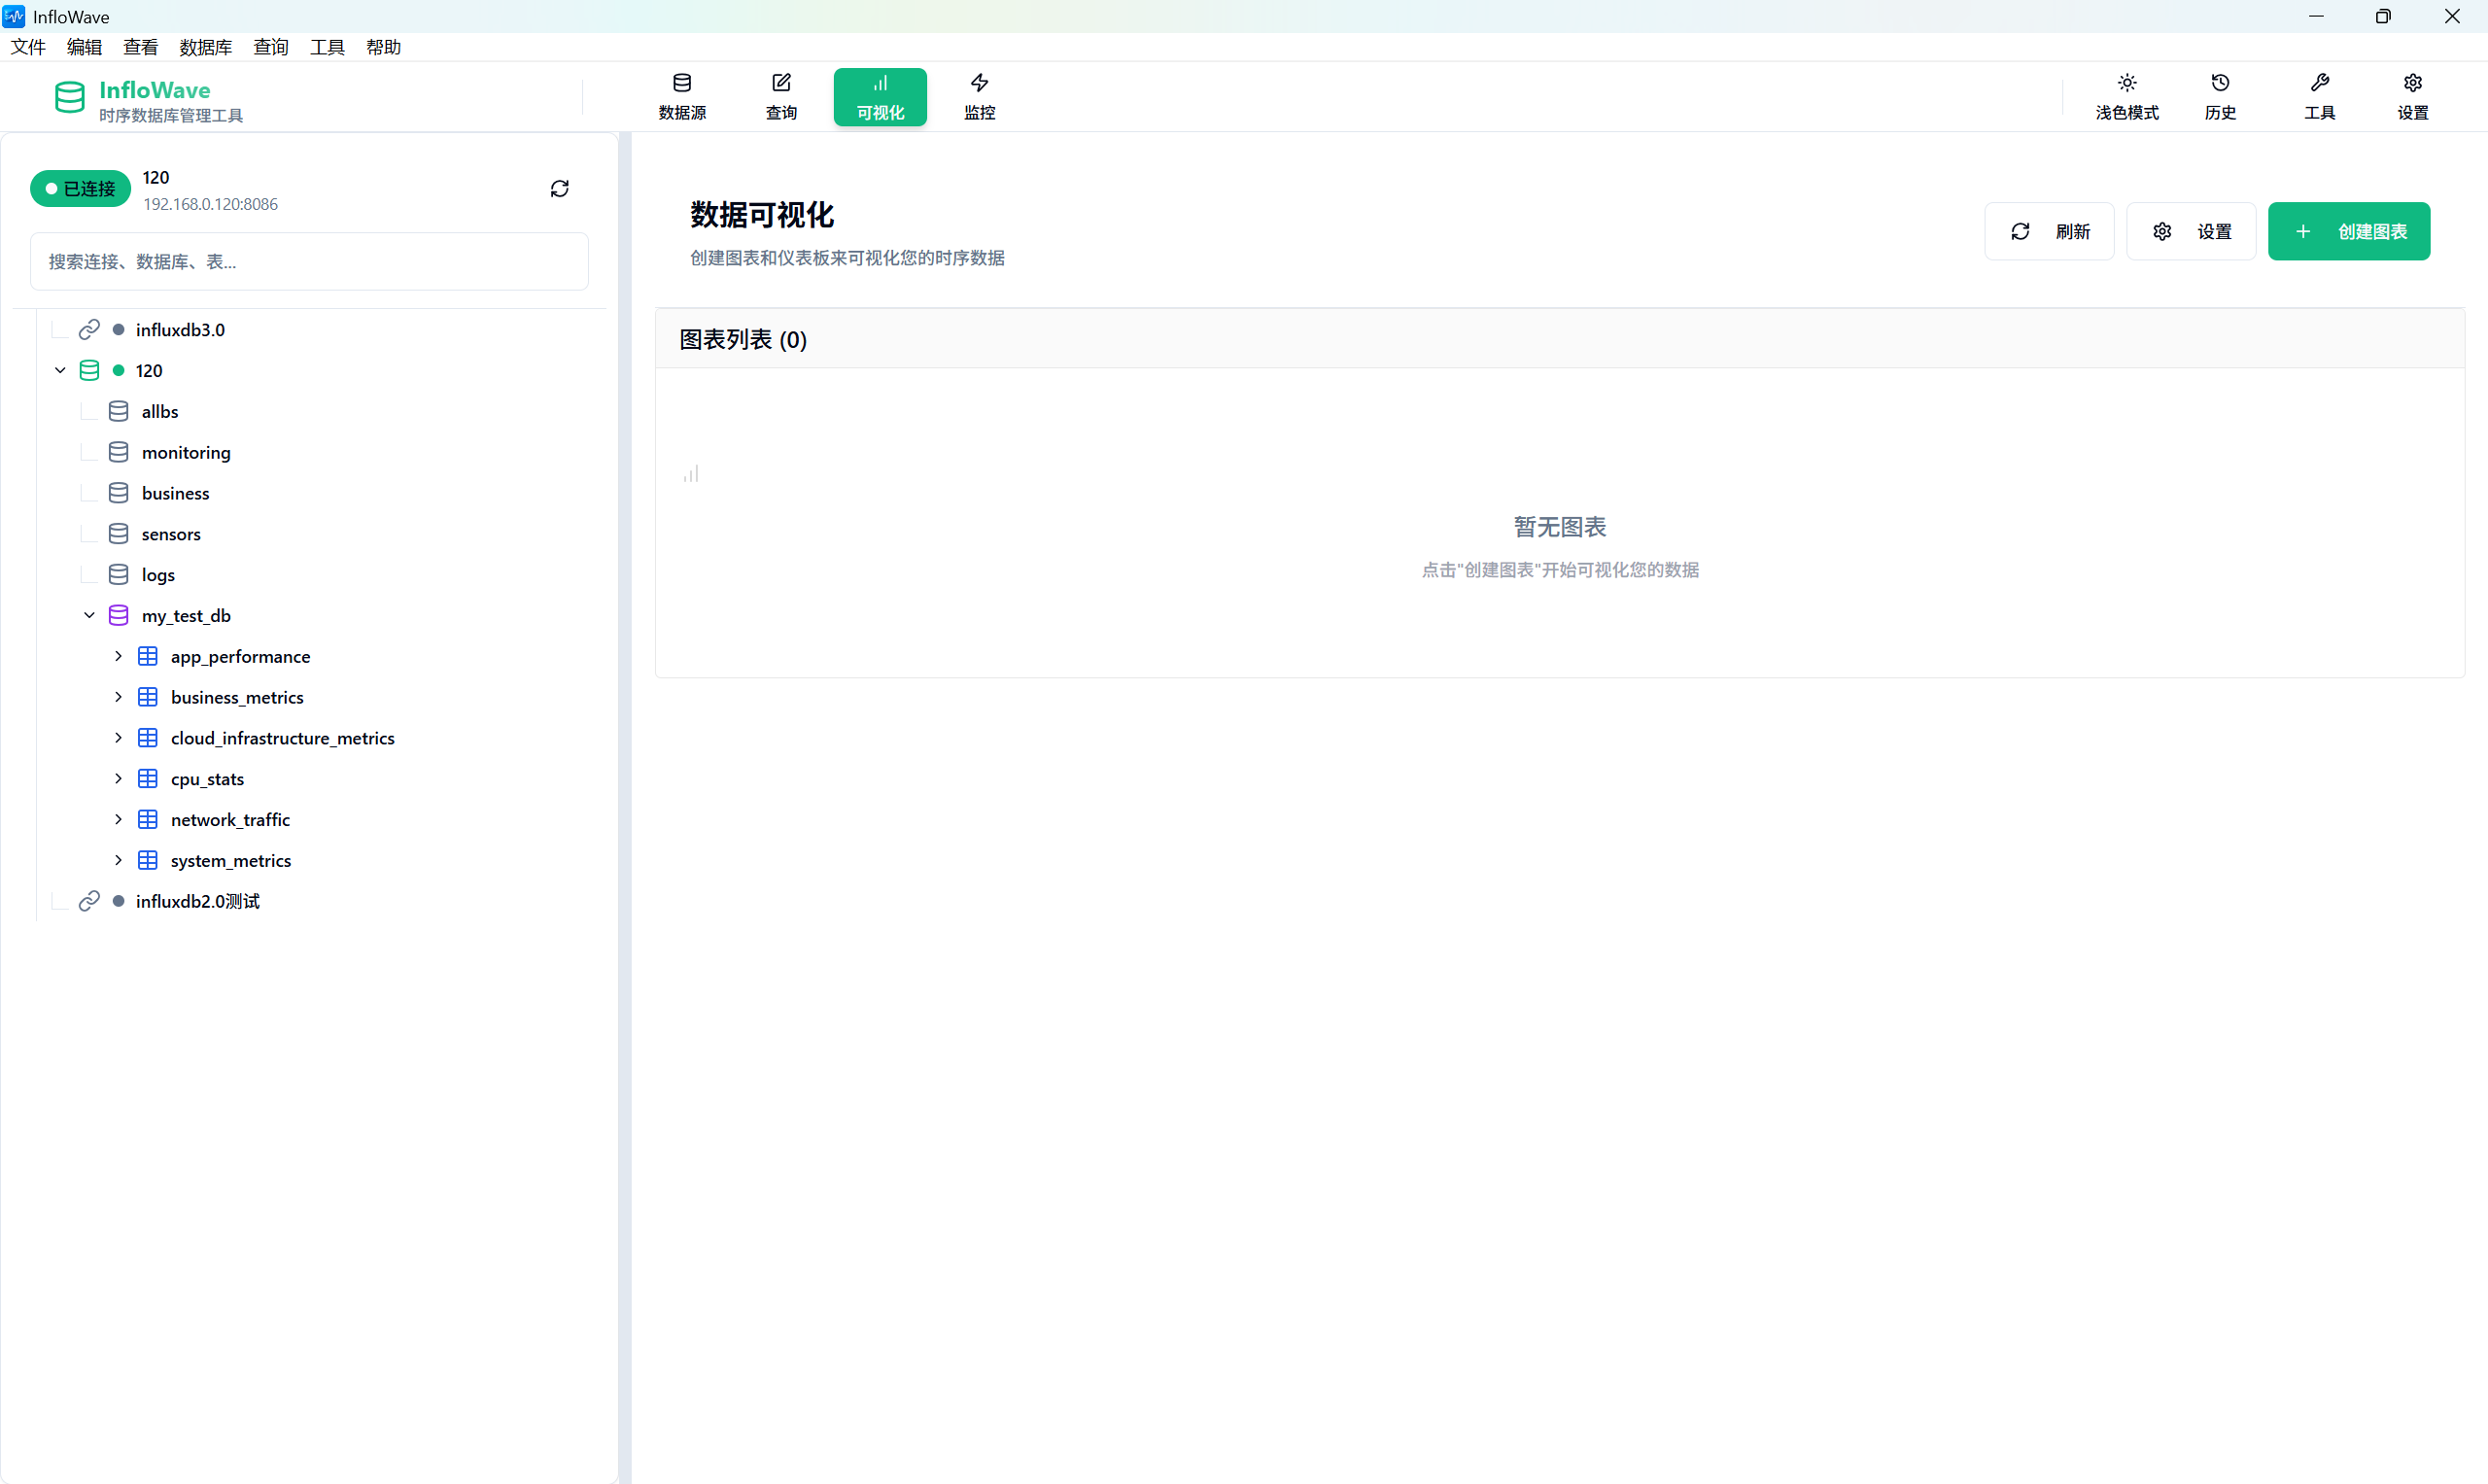 InfloWave
文件 编辑 查看 数据库 查询 工具 帮助
InfloWave
时序数据库管理工具
数据源 查询 可视化 监控
浅色模式 历史 工具 设置
已连接
120
192.168.0.120:8086
搜索连接、数据库、表...
influxdb3.0
120
allbs
monitoring
business
sensors
logs
my_test_db
app_performance
business_metrics
cloud_infrastructure_metrics
cpu_stats
network_traffic
system_metrics
influxdb2.0测试
数据可视化
创建图表和仪表板来可视化您的时序数据
刷新 设置 创建图表
图表列表 (0)
暂无图表
点击"创建图表"开始可视化您的数据